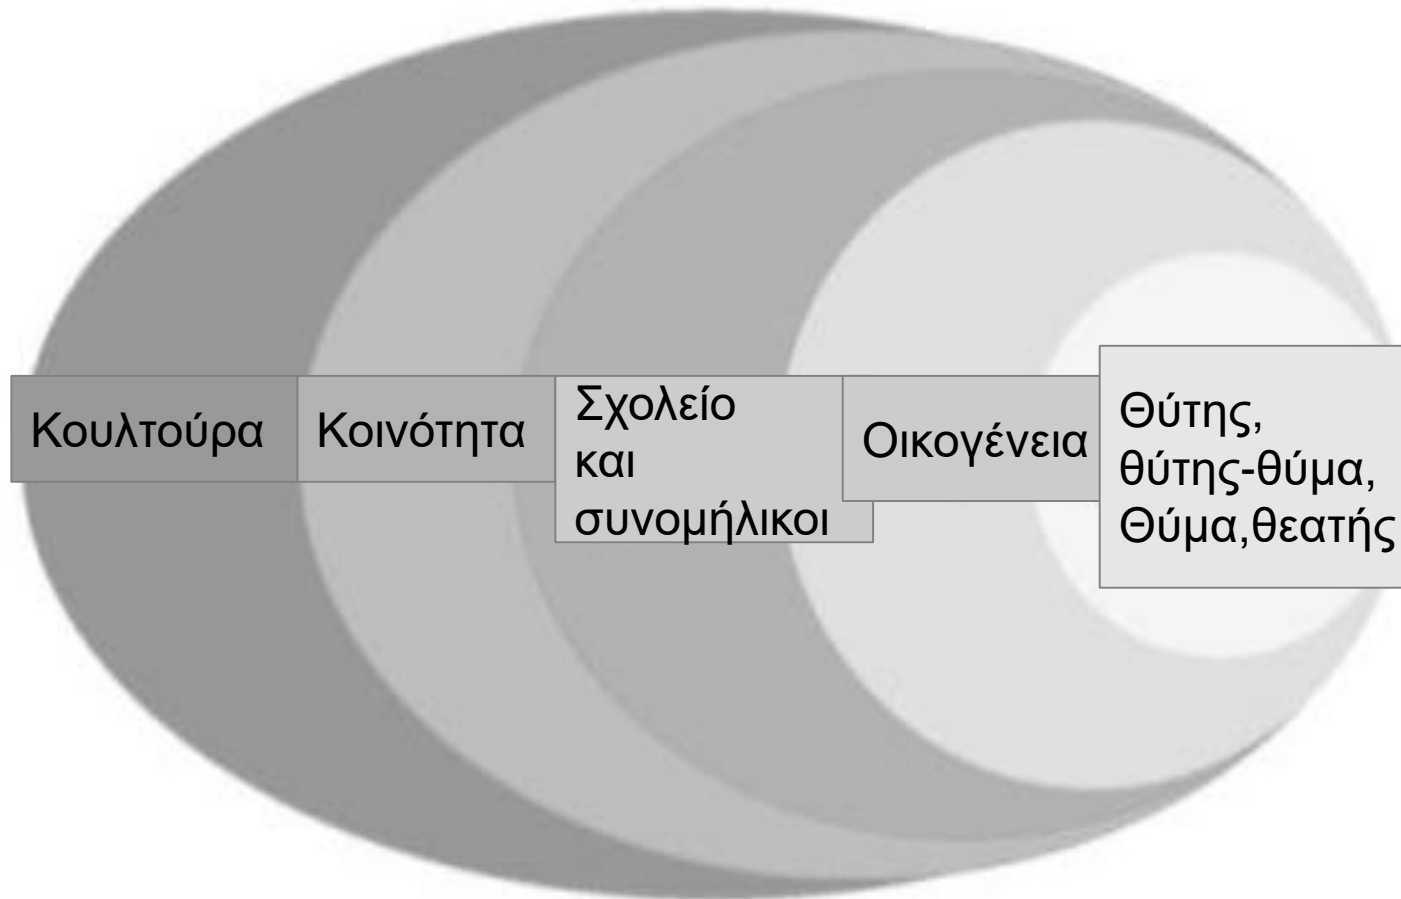 Κουλτούρα
Κοινότητα
Σχολείο
και
συνομήλικοι
Οικογένεια
Θύτης,
θύτης-θύμα,
Θύμα,θεατής